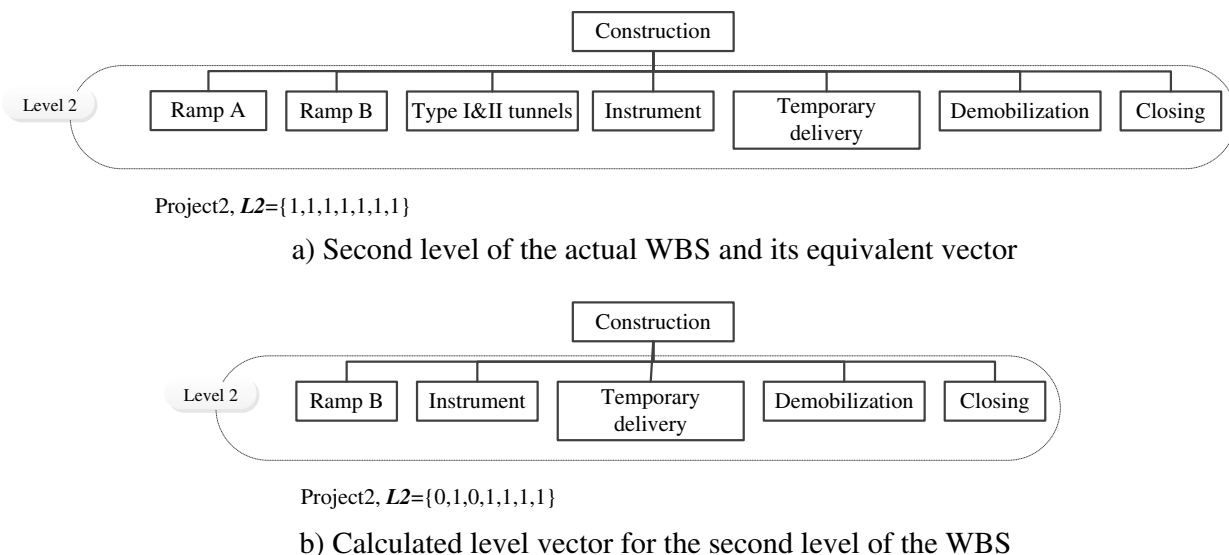 Construction
Level 2
Ramp A
Ramp B
Type I&II tunnels
Instrument
Temporary
delivery
Demobilization
Closing
Project2, L2={1,1,1,1,1,1,1}
a) Second level of the actual WBS and its equivalent vector
Construction
Level 2
Ramp B
Instrument
Temporary
delivery
Demobilization
Closing
Project2, L2={0,1,0,1,1,1,1}
b) Calculated level vector for the second level of the WBS